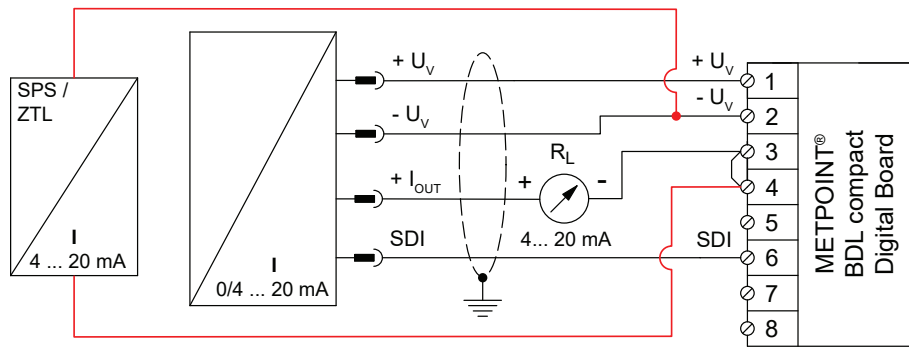 SPS /
ZTL
I
4 ... 20 mA
I
0/4 ... 20 mA
+ UV
- UV
+ IOUT
SDI
RL
+ -
4... 20 mA
+ UV
- UV
SDI
1
2
3
4
5
6
7
8
METPOINT®
BDL compact
Digital Board